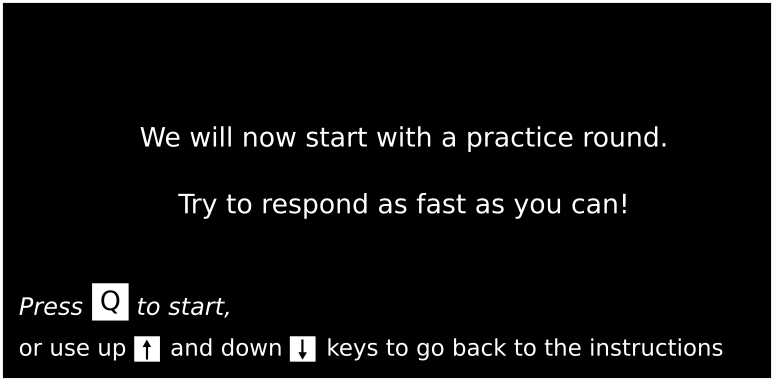 We will now start with a practice round.
Try to respond as fast as you can!
Press Q to start,
or use up ↑ and down ↓ keys to go back to the instructions